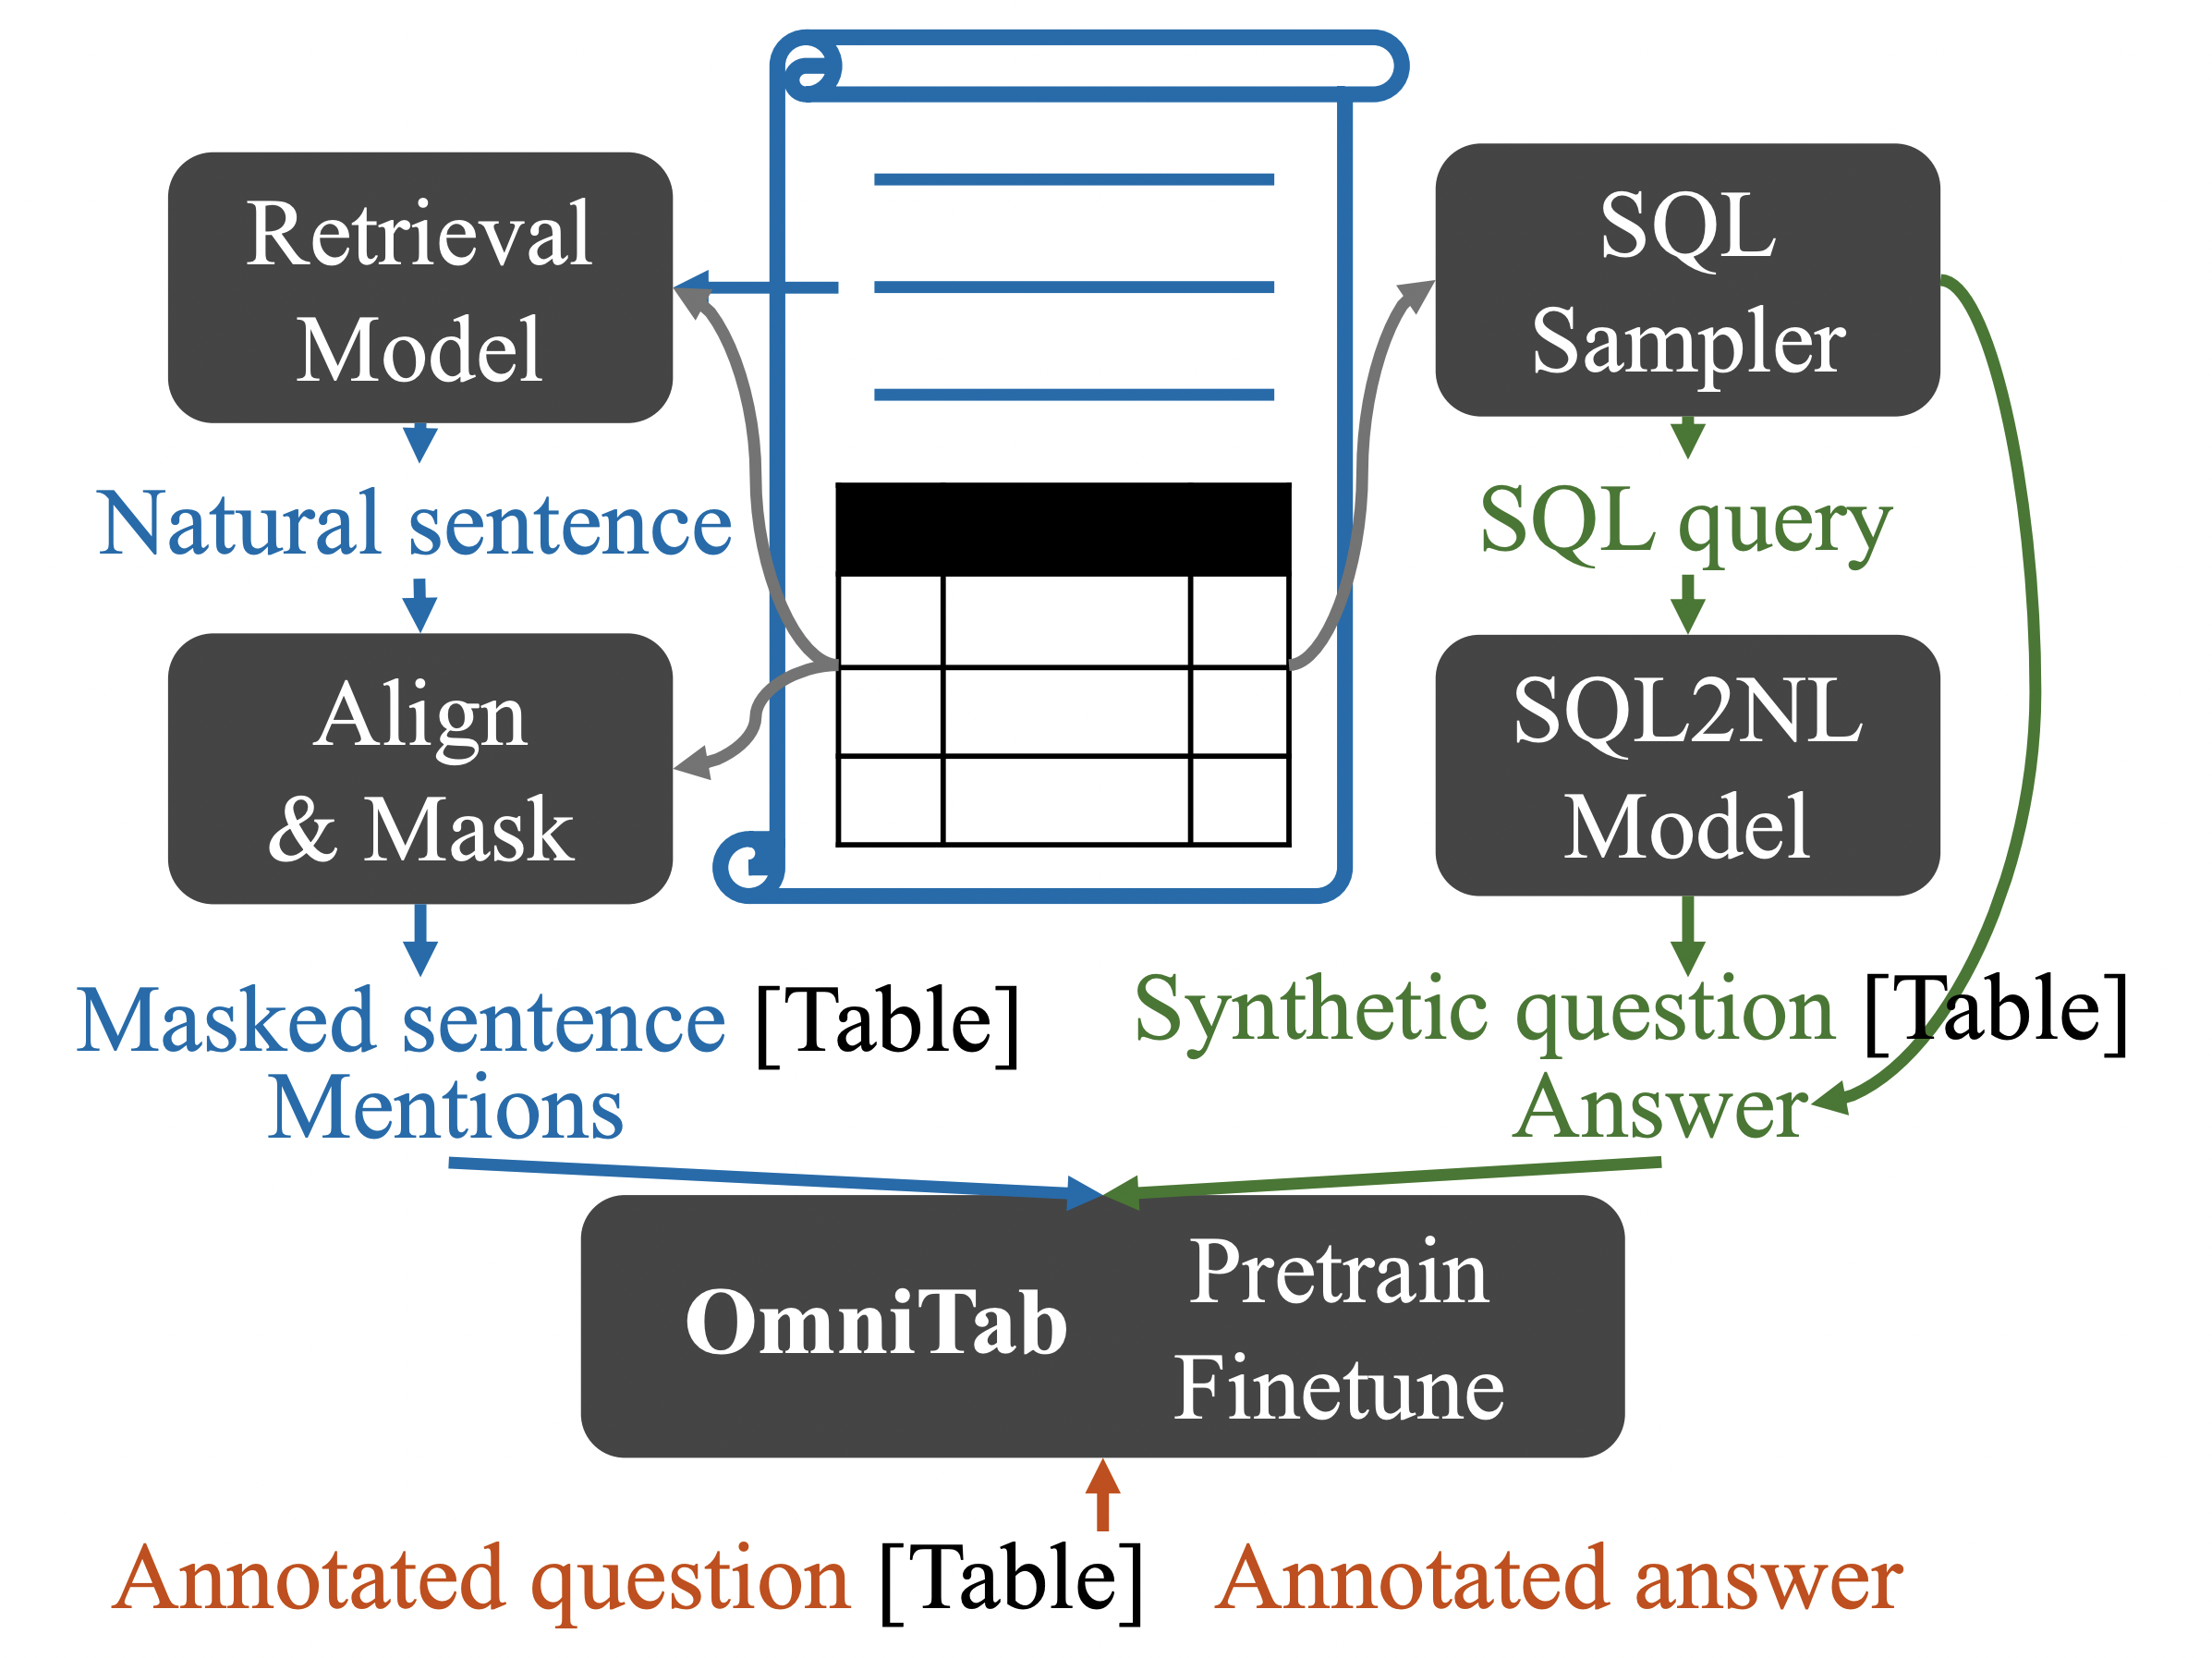 Retrieval
Model
SQL
Sampler
Natural sentence
SQL query
Align
& Mask
SQL2NL
Model
Masked sentence [Table]
Mentions
Synthetic question [Table]
Answer
OmniTab
Pretrain
Finetune
Annotated question [Table] Annotated answer